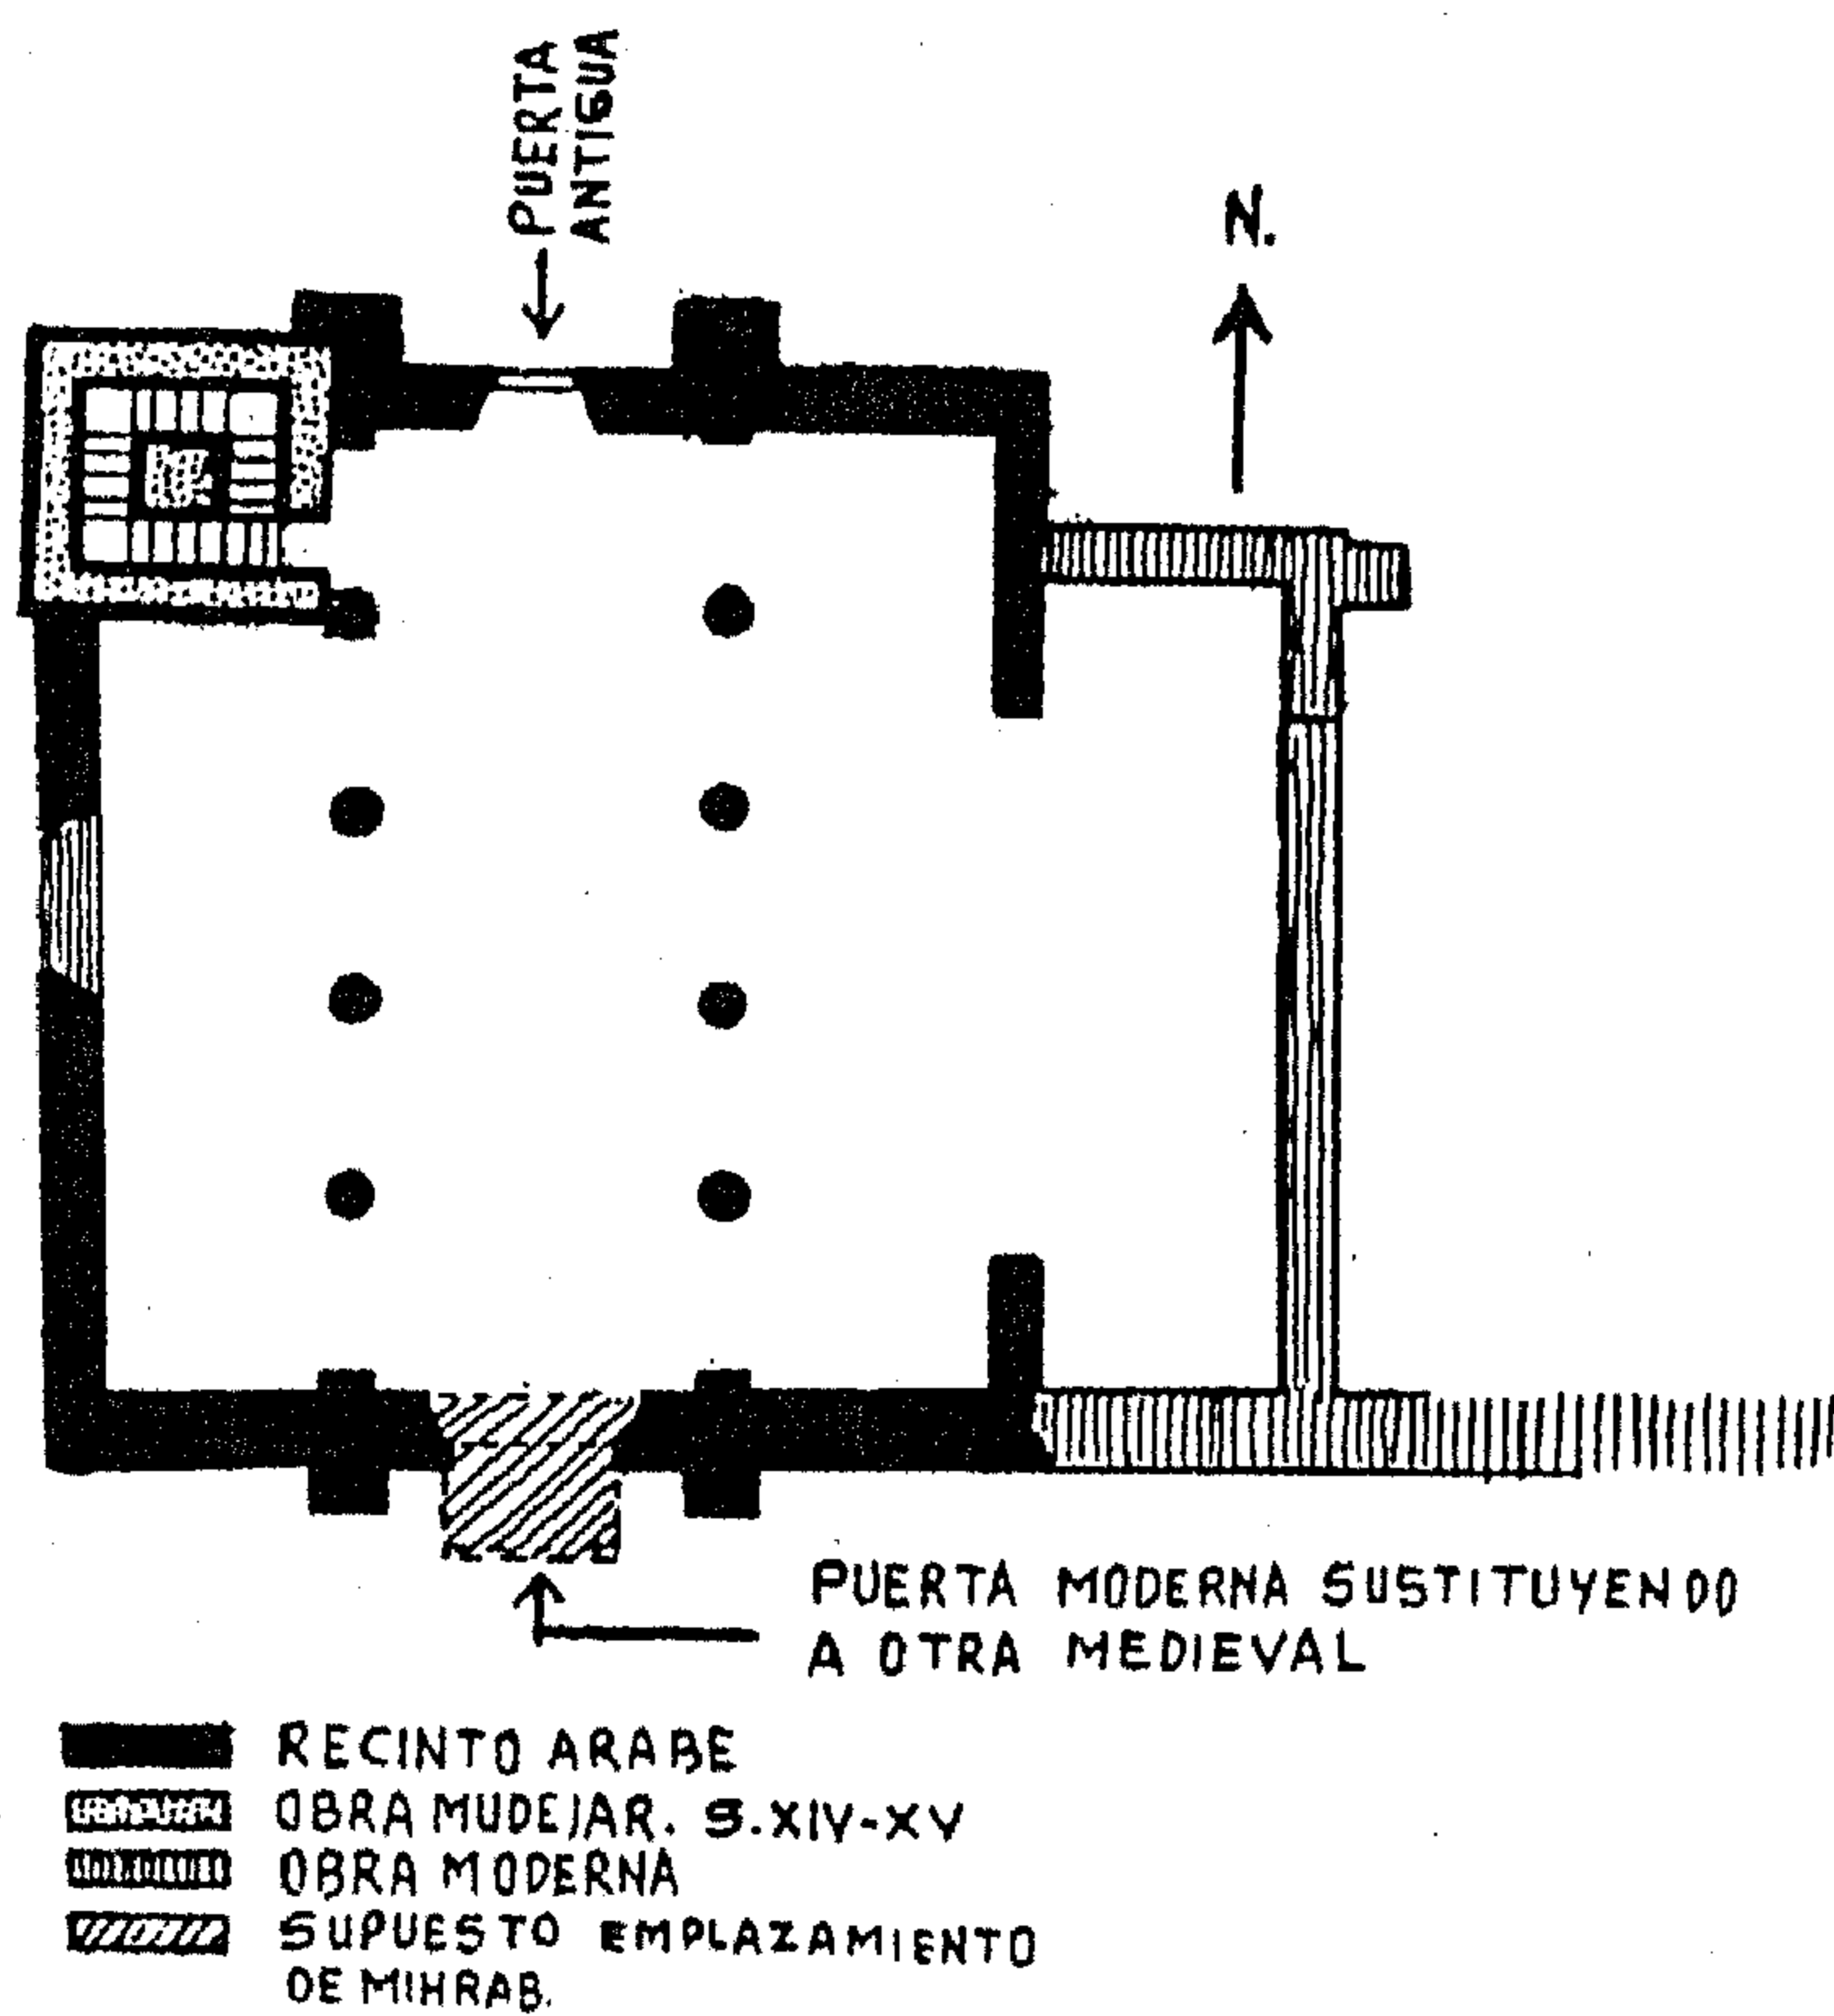 PUERTA
ANTIGUA
N.
PUERTA MODERNA SUSTITUYENDO
A OTRA MEDIEVAL
RECINTO ARABE
OBRA MUDEJAR. S.XIV-XV
OBRA MODERNA
SUPUESTO EMPLAZAMIENTO
DE MIHRAB.